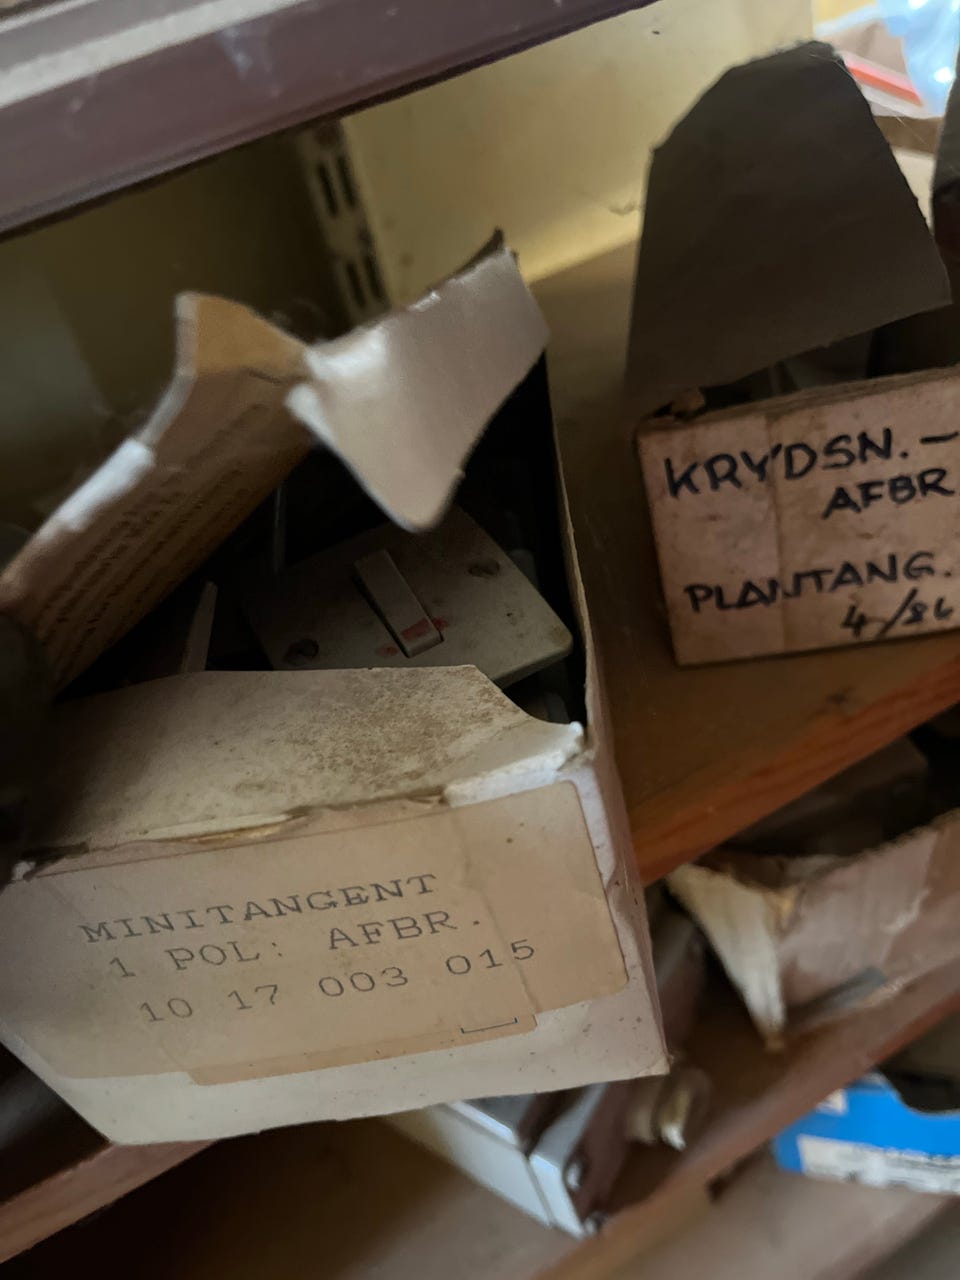 MINITANGENT
1 POL: AFBR.
10 17 003 015
KRYDSN. -
AFBR
PLANTANG.
4/86